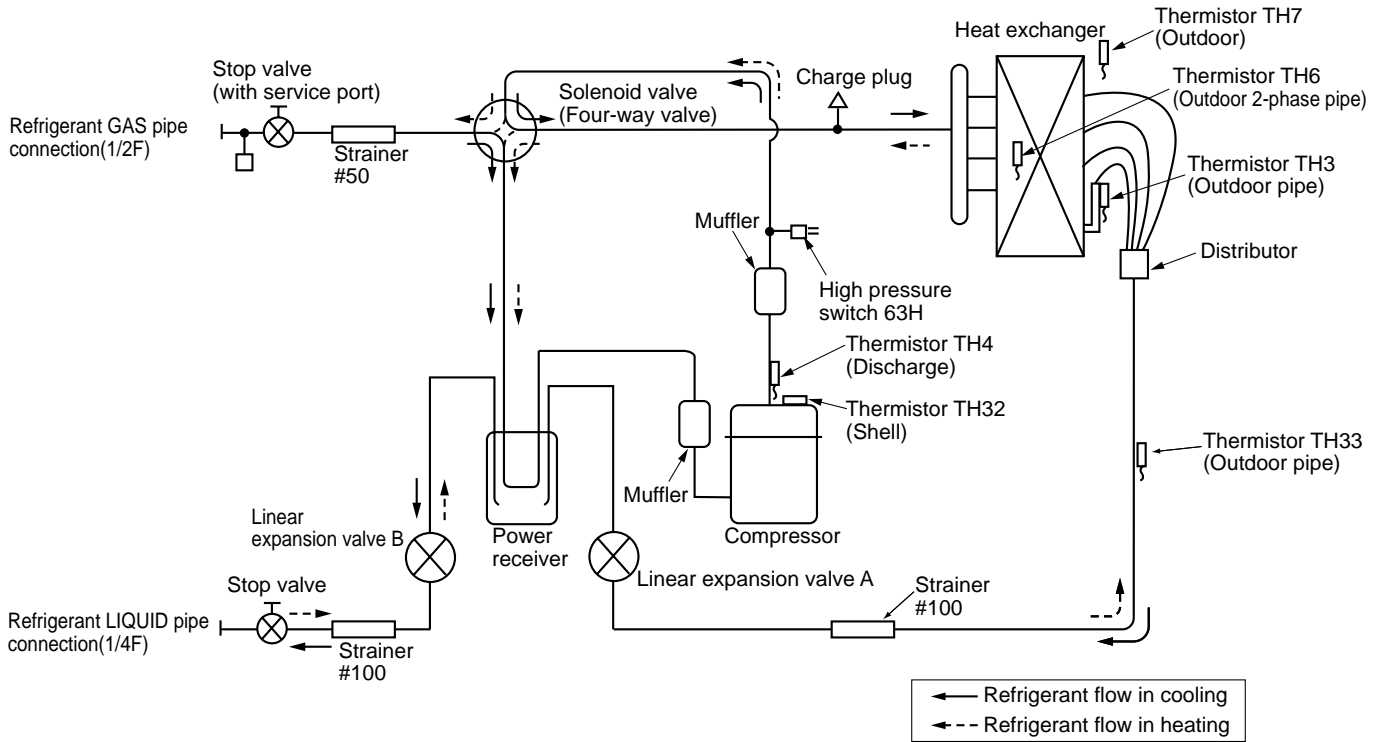 Heat exchanger
Thermistor TH7
(Outdoor)
Stop valve
(with service port)
Charge plug
Thermistor TH6
(Outdoor 2-phase pipe)
Solenoid valve
(Four-way valve)
Refrigerant GAS pipe
connection(1/2F)
Strainer
#50
Thermistor TH3
(Outdoor pipe)
Muffler
Distributor
High pressure
switch 63H
Thermistor TH4
(Discharge)
Thermistor TH32
(Shell)
Thermistor TH33
(Outdoor pipe)
Muffler
Linear
expansion valve B
Power
receiver
Compressor
Linear expansion valve A
Stop valve
Strainer
#100
Refrigerant LIQUID pipe
connection(1/4F)
Strainer
#100
Refrigerant flow in cooling
Refrigerant flow in heating